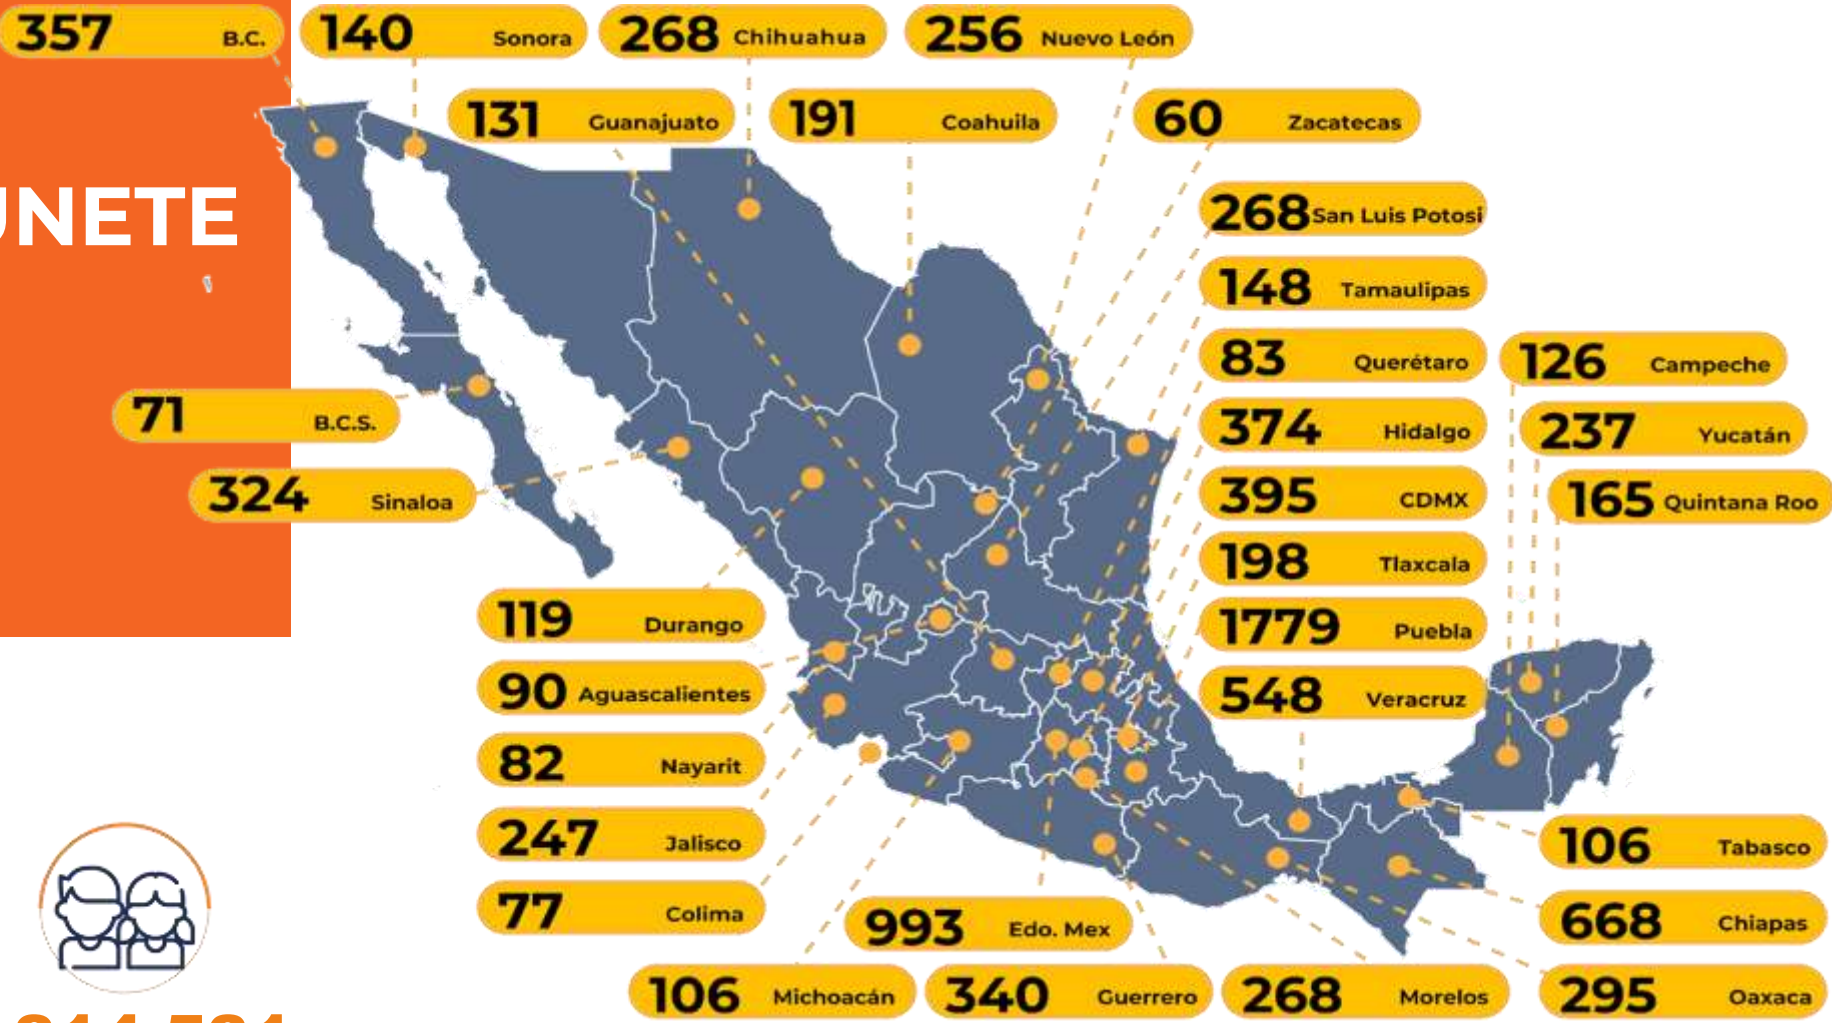 357 B.C.
140 Sonora
268 Chihuahua
256 Nuevo León
131 Guanajuato
191 Coahuila
60 Zacatecas
UNETE
268 San Luis Potosi
148 Tamaulipas
83 Querétaro
126 Campeche
71 B.C.S.
374 Hidalgo
237 Yucatán
324 Sinaloa
395 CDMX
165 Quintana Roo
198 Tlaxcala
119 Durango
1779 Puebla
90 Aguascalientes
548 Veracruz
82 Nayarit
247 Jalisco
106 Tabasco
77 Colima
993 Edo. Mex
668 Chiapas
106 Michoacán
340 Guerrero
268 Morelos
295 Oaxaca